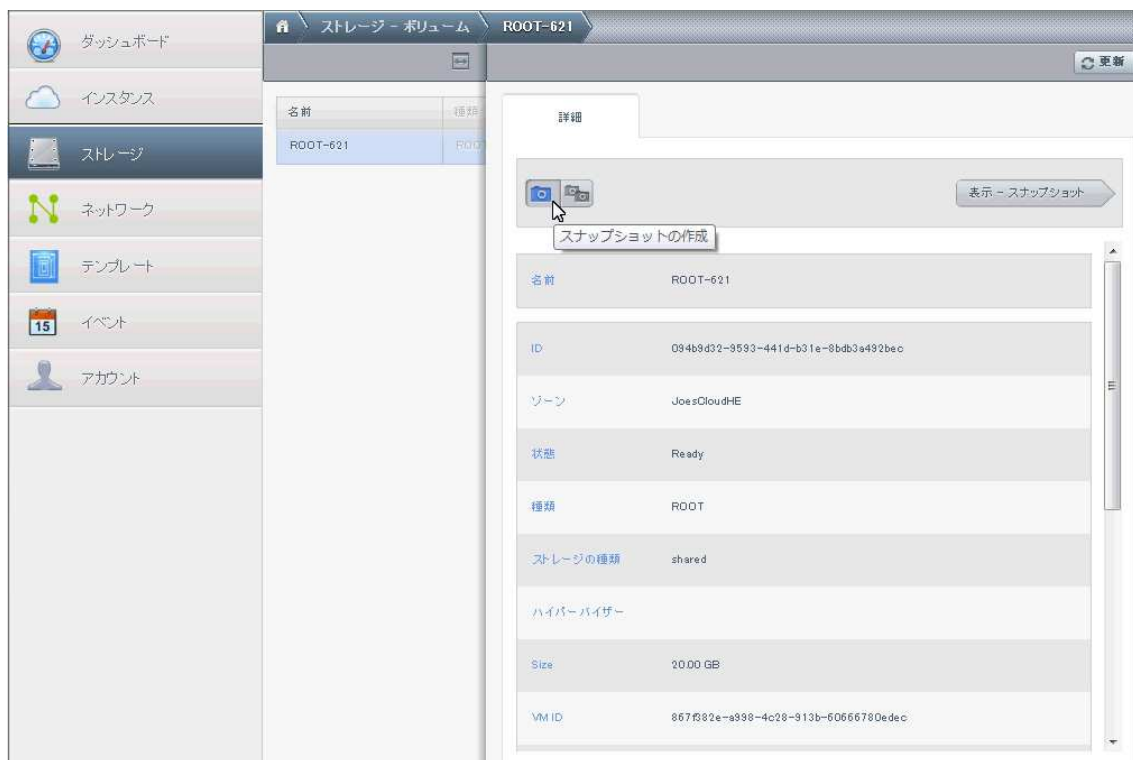 ダッシュボード
インスタンス
ストレージ
ネットワーク
テンプレート
イベント
15
アカウント
ストレージ - ボリューム
ROOT-621
更新
名前
種類
ROOT-621
ROO
詳細
表示 - スナップショット
スナップショットの作成
名前 ROOT-621
ID 094b9d32-9593-441d-b31e-8bdb3a492bec
ゾーン JoesCloudHE
状態 Ready
種類 ROOT
ストレージの種類 shared
ハイパーバイザー
Size 20.00 GB
VM ID 867f382e-a998-4c28-913b-60666780edec